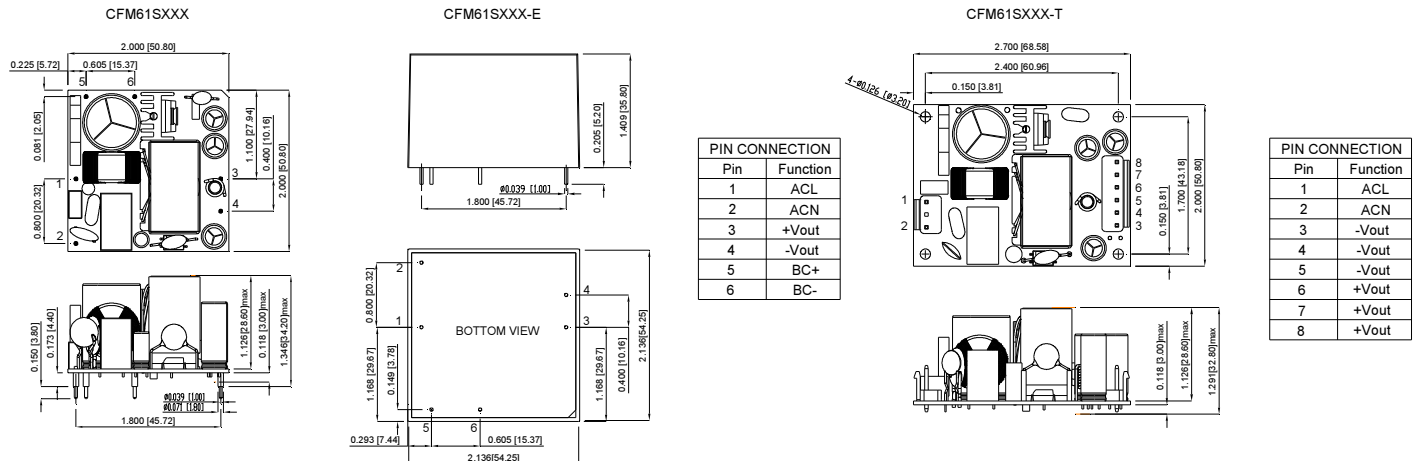 CFM61SXXX
2.000 [50.80]
0.225 [5.72]
0.605 [15.37]
5
6
0.081 [2.05]
1
0.800 [20.32]
2
3
4
1.100 [27.94]
0.400 [10.16]
2.000 [50.80]
0.150 [3.80]
0.173 [4.40]
1.126[28.60]max
0.118 [3.00]max
1.346[34.20]max
ø0.039 [1.00]
ø0.071 [1.80]
1.800 [45.72]
CFM61SXXX-E
0.205 [5.20]
1.409 [35.80]
ø0.039 [1.00]
1.800 [45.72]
2
4
0.800 [20.32]
1
BOTTOM VIEW
3
1.168 [29.67]
0.149 [3.78]
1.168 [29.67]
0.400 [10.16]
2.136[54.25]
5
6
0.293 [7.44]
0.605 [15.37]
2.136[54.25]
PIN CONNECTION
Pin Function
1 ACL
2 ACN
3 +Vout
4 -Vout
5 BC+
6 BC-
CFM61SXXX-T
2.700 [68.58]
2.400 [60.96]
0.150 [3.81]
4-ø0.126 [ø3.20]
1
2
8
7
6
5
4
3
0.150 [3.81]
1.700 [43.18]
2.000 [50.80]
0.118 [3.00]max
1.126[28.60]max
1.291[32.80]max
PIN CONNECTION
Pin Function
1 ACL
2 ACN
3 -Vout
4 -Vout
5 -Vout
6 +Vout
7 +Vout
8 +Vout